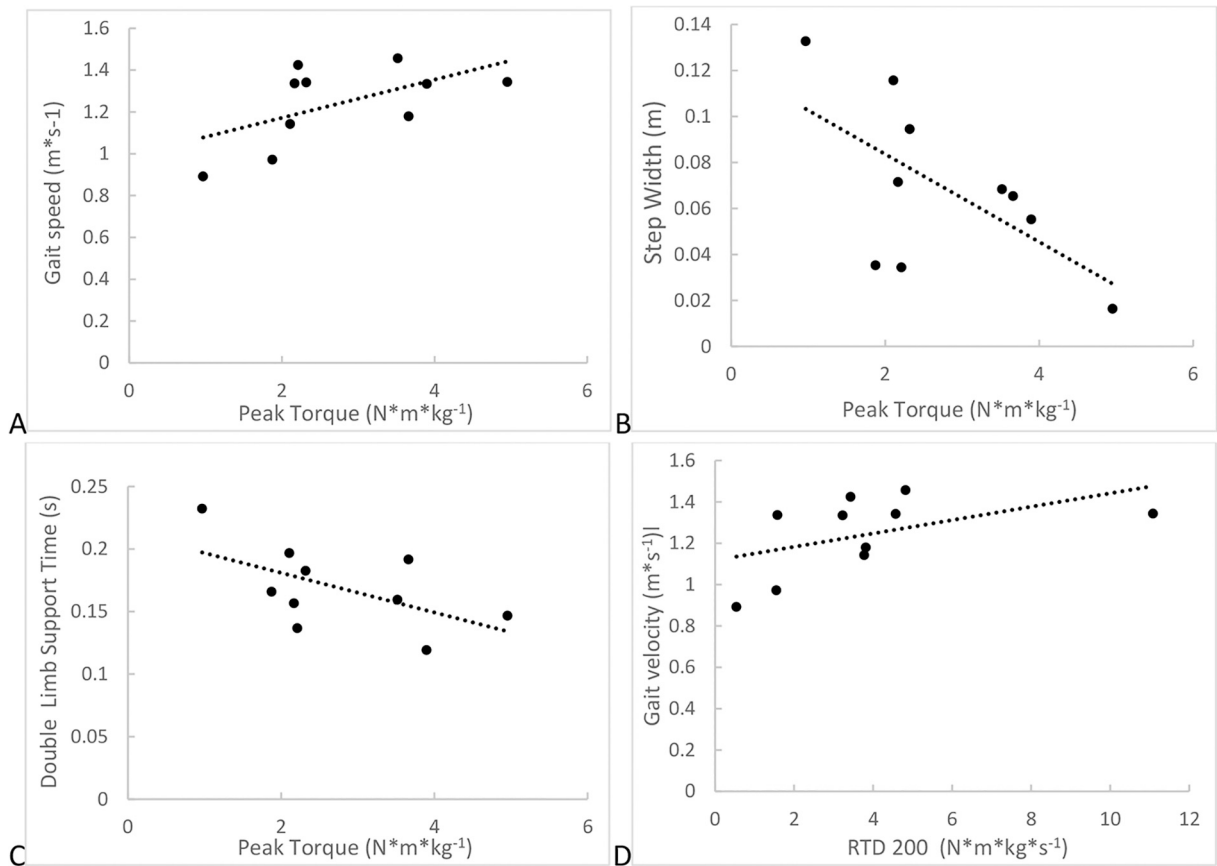 1.6
1.4
1.2
1
0.8
0.6
0.4
0.2
0
Gait speed (m*s-1)
0 2 4 6
Peak Torque (N*m*kg⁻¹)
A
0.14
0.12
0.1
0.08
0.06
0.04
0.02
0
Step Width (m)
0 2 4 6
Peak Torque (N*m*kg⁻¹)
B
0.25
0.2
0.15
0.1
0.05
0
Double Limb Support Time (s)
0 2 4 6
Peak Torque (N*m*kg⁻¹)
C
1.6
1.4
1.2
1
0.8
0.6
0.4
0.2
0
Gait velocity (m*s⁻¹)l
0 2 4 6 8 10 12
RTD 200 (N*m*kg*s⁻¹)
D